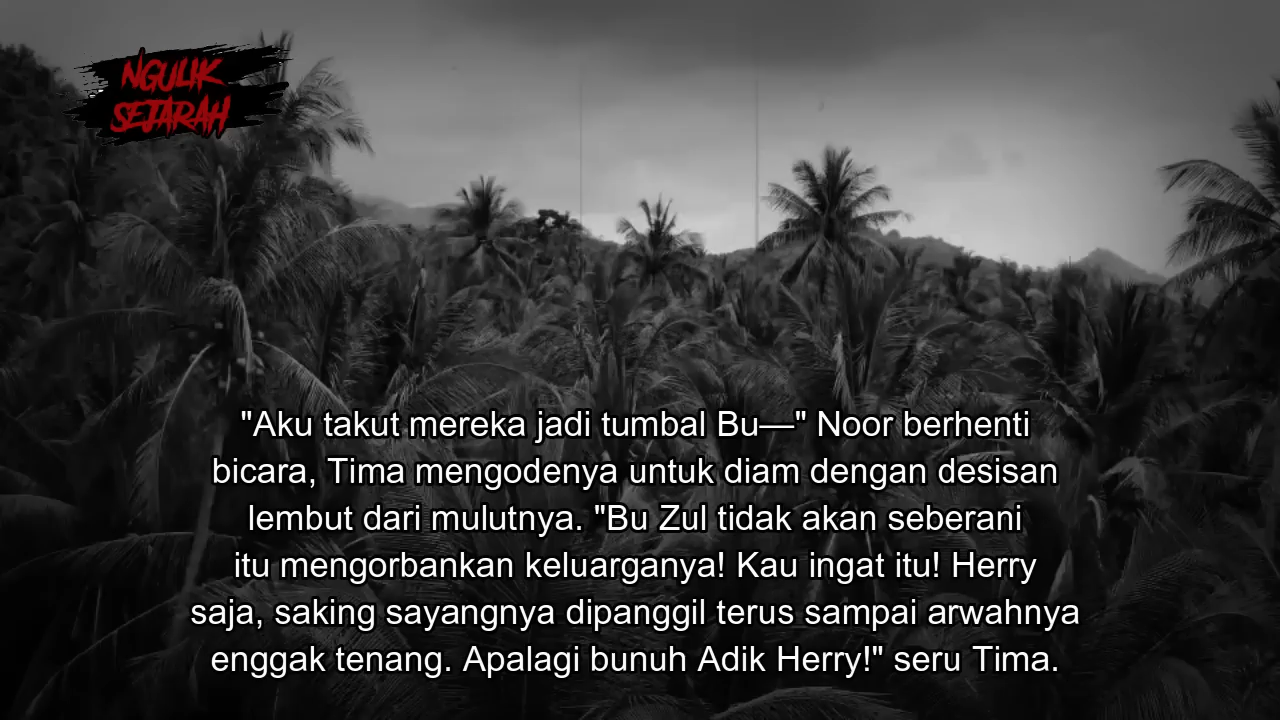 NGULIK
SEJARAH
"Aku takut mereka jadi tumbal Bu—" Noor berhenti
bicara, Tima mengodenya untuk diam dengan desisan
lembut dari mulutnya. "Bu Zul tidak akan seberani
itu mengorbankan keluarganya! Kau ingat itu! Herry
saja, saking sayangnya dipanggil terus sampai arwahnya
enggak tenang. Apalagi bunuh Adik Herry!" seru Tima.